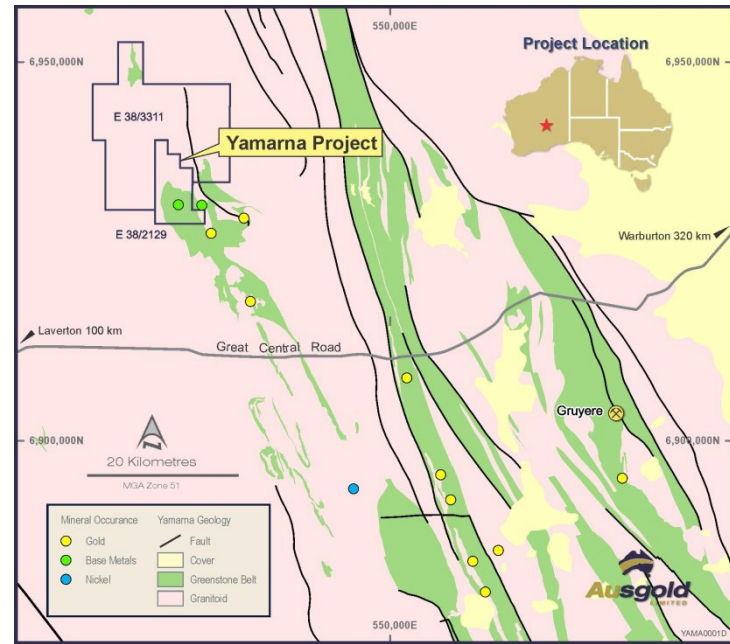 550,000E
Project Location
6,950,000N
6,950,000N
E 38/3311
Yamarna Project
E 38/2129
Warburton 320 km
Laverton 100 km
Great Central Road
Gruyere
6,900,000N
6,900,000N
20 Kilometres
MGA Zone 51
Mineral Occurance
Yamarna Geology
Gold
Fault
Base Metals
Cover
Nickel
Greenstone Belt
Granitoid
Ausgold
LIMITED
550,000E
YAMA0001D